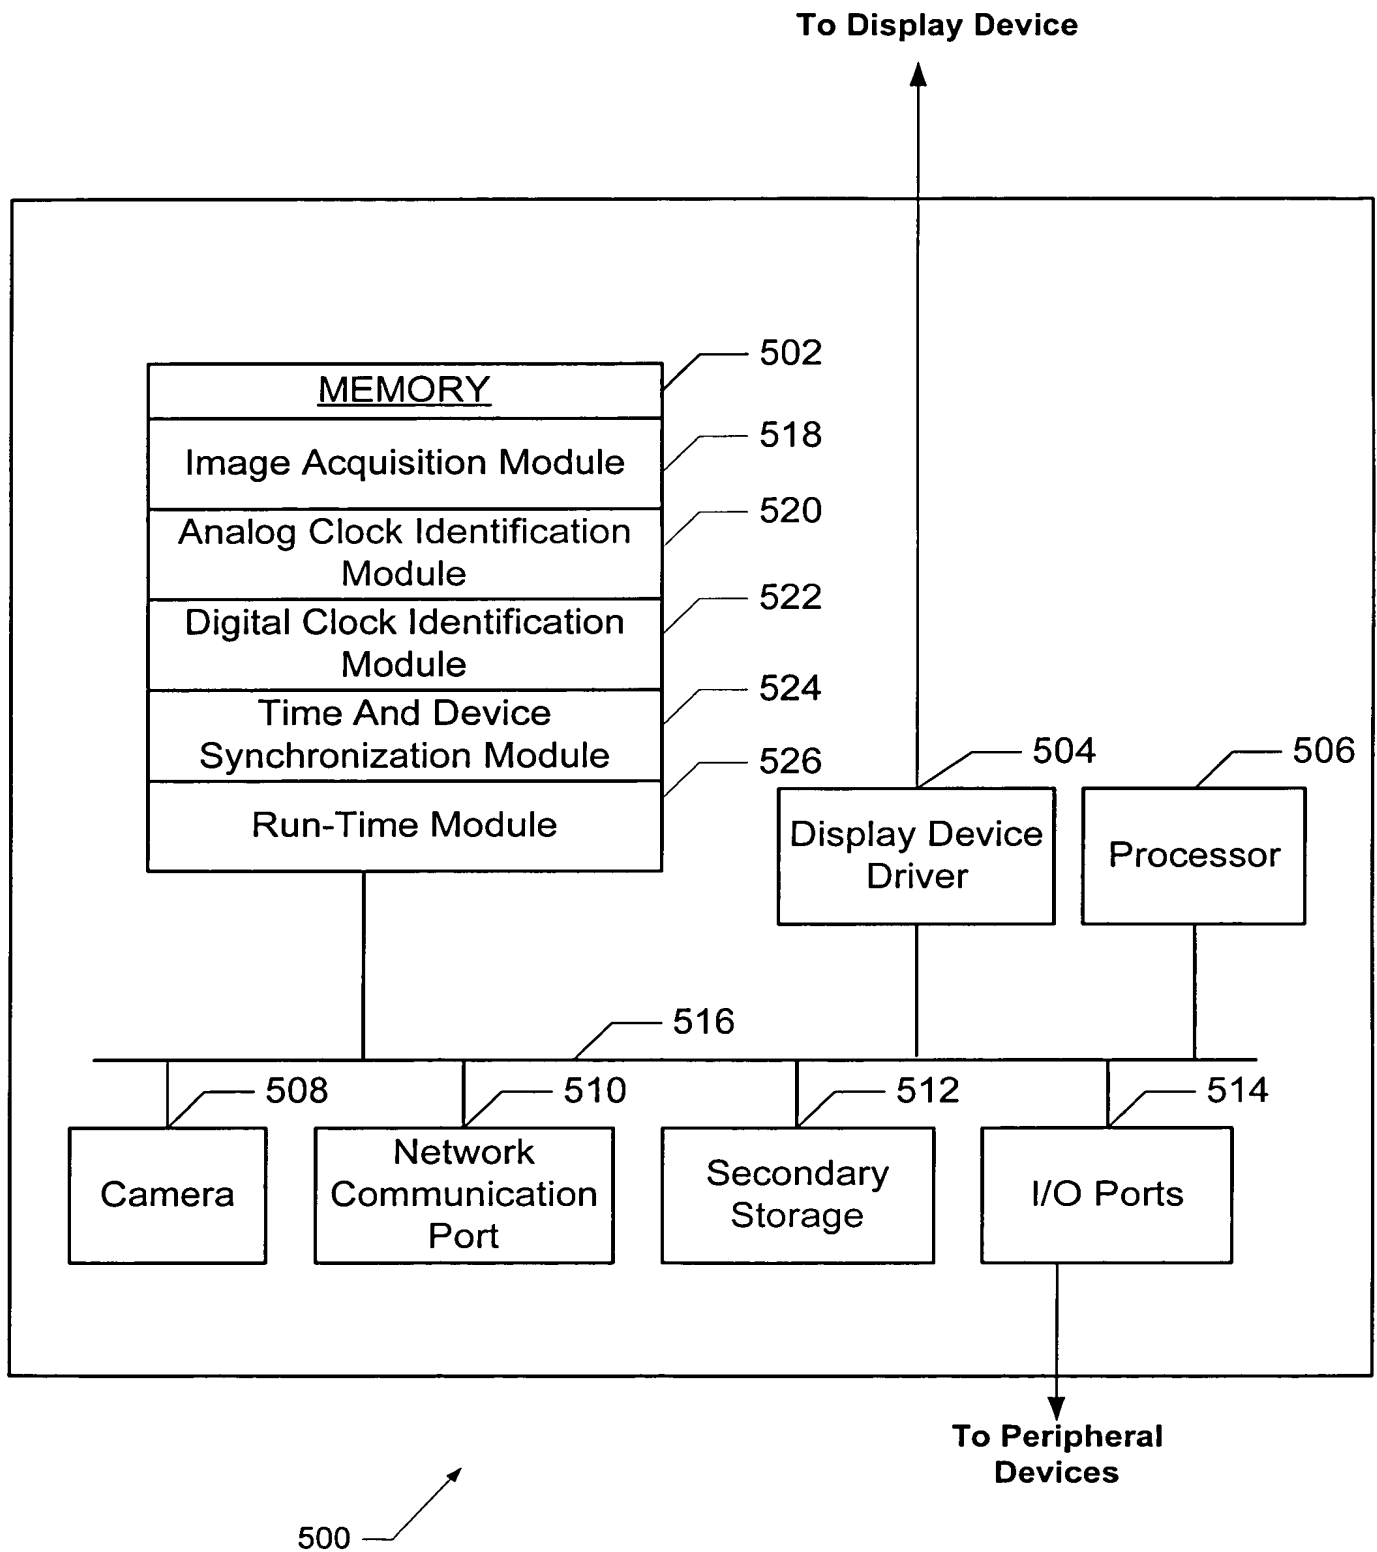 To Display Device
502
MEMORY
518
Image Acquisition Module
520
Analog Clock Identification
Module
522
Digital Clock Identification
Module
524
Time And Device
Synchronization Module
526
Run-Time Module
504
Display Device
Driver
506
Processor
516
508
Camera
510
Network
Communication
Port
512
Secondary
Storage
514
I/O Ports
To Peripheral
Devices
500